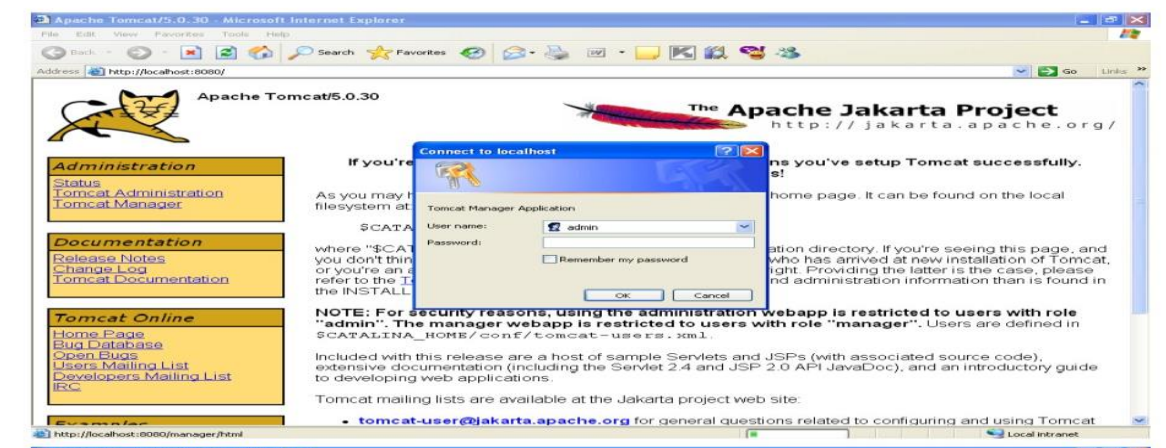 Apache Tomcat/5.0.30 - Microsoft Internet Explorer
File Edit View Favorites Tools Help
Back Search Favorites
Address http://localhost:8080/ Go Links »
Apache Tomcat/5.0.30
The Apache Jakarta Project
http://jakarta.apache.org/
Connect to localhost
Tomcat Manager Application
User name: admin
Password:
Remember my password
OK Cancel
Administration
Status
Tomcat Administration
Tomcat Manager
Documentation
Release Notes
Change Log
Tomcat Documentation
Tomcat Online
Home Page
Bug Database
Open Bugs
Users Mailing List
Developers Mailing List
IRC
Examples
If you're ns you've setup Tomcat successfully.
s!
As you may h home page. It can be found on the local
filesystem at:
$CATA
where "$CAT ation directory. If you're seeing this page, and
you don't thin who has arrived at new installation of Tomcat,
or you're an a ight. Providing the latter is the case, please
refer to the T nd administration information than is found in
the INSTALL
NOTE: For security reasons, using the administration webapp is restricted to users with role
"admin". The manager webapp is restricted to users with role "manager". Users are defined in
$CATALINA_HOME/conf/tomcat-users.xml.
Included with this release are a host of sample Servlets and JSPs (with associated source code),
extensive documentation (including the Servlet 2.4 and JSP 2.0 API JavaDoc), and an introductory guide
to developing web applications.
Tomcat mailing lists are available at the Jakarta project web site:
• tomcat-user@jakarta.apache.org for general questions related to configuring and using Tomcat
http://localhost:8080/manager/html Local intranet